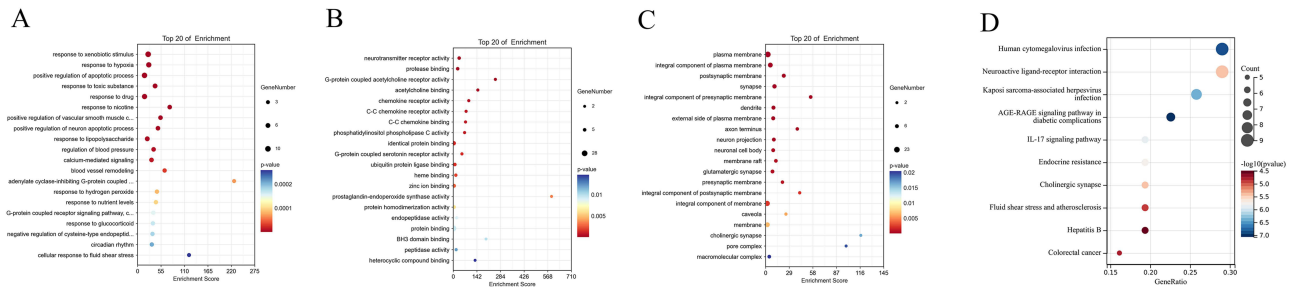 A
Top 20 of Enrichment
response to xenobiotic stimulus
response to hypoxia
positive regulation of apoptotic process
response to toxic substance
response to drug
response to nicotine
positive regulation of vascular smooth muscle c...
positive regulation of neuron apoptotic process
response to lipopolysaccharide
regulation of blood pressure
calcium-mediated signaling
blood vessel remodeling
adenylate cyclase-inhibiting G-protein coupled ...
response to hydrogen peroxide
response to nutrient levels
G-protein coupled receptor signaling pathway, c...
response to glucocorticoid
negative regulation of cysteine-type endopeptid...
circadian rhythm
cellular response to fluid shear stress
0 55 110 165 220 275
Enrichment Score
GeneNumber
3
6
10
p-value
0.0002
0.0001
B
Top 20 of Enrichment
neurotransmitter receptor activity
protease binding
G-protein coupled acetylcholine receptor activity
acetylcholine binding
chemokine receptor activity
C-C chemokine receptor activity
C-C chemokine binding
phosphatidylinositol phospholipase C activity
identical protein binding
G-protein coupled serotonin receptor activity
ubiquitin protein ligase binding
heme binding
zinc ion binding
prostaglandin-endoperoxide synthase activity
protein homodimerization activity
endopeptidase activity
protein binding
BH3 domain binding
peptidase activity
heterocyclic compound binding
0 142 284 426 568 710
Enrichment Score
GeneNumber
2
5
28
p-value
0.01
0.005
C
Top 20 of Enrichment
plasma membrane
integral component of plasma membrane
postsynaptic membrane
synapse
integral component of presynaptic membrane
dendrite
external side of plasma membrane
axon terminus
neuron projection
neuronal cell body
membrane raft
glutamatergic synapse
presynaptic membrane
integral component of postsynaptic membrane
integral component of membrane
caveola
membrane
cholinergic synapse
pore complex
macromolecular complex
0 29 58 87 116 145
Enrichment Score
GeneNumber
2
6
23
p-value
0.02
0.015
0.01
0.005
D
Human cytomegalovirus infection
Neuroactive ligand-receptor interaction
Kaposi sarcoma-associated herpesvirus
infection
AGE-RAGE signaling pathway in
diabetic complications
IL-17 signaling pathway
Endocrine resistance
Cholinergic synapse
Fluid shear stress and atherosclerosis
Hepatitis B
Colorectal cancer
0.15 0.20 0.25 0.30
GeneRatio
Count
5
6
7
8
9
-log10(pvalue)
4.5
5.0
5.5
6.0
6.5
7.0